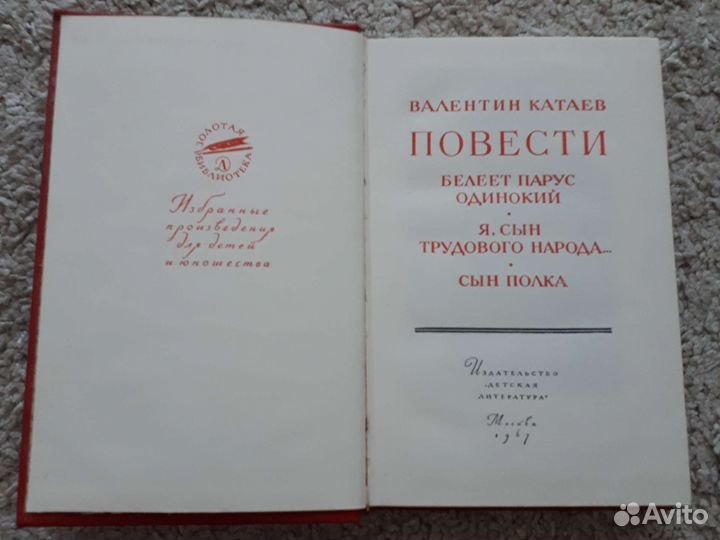 ЗОЛОТАЯ
БИБЛИОТЕКА
Д
Избранные
произведения
для детей
и юношества
ВАЛЕНТИН КАТАЕВ
ПОВЕСТИ
БЕЛЕЕТ ПАРУС
ОДИНОКИЙ
•
Я, СЫН
ТРУДОВОГО НАРОДА...
•
СЫН ПОЛКА
Издательство
„ДЕТСКАЯ
ЛИТЕРАТУРА"
Москва
1967
Avito